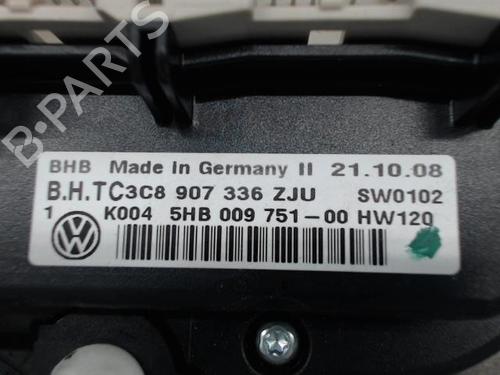 B-PARTS
BHB Made In Germany II 21.10.08
B.H.TC3C8 907 336 ZJU SW0102
1 K004 5HB 009 751-00 HW120